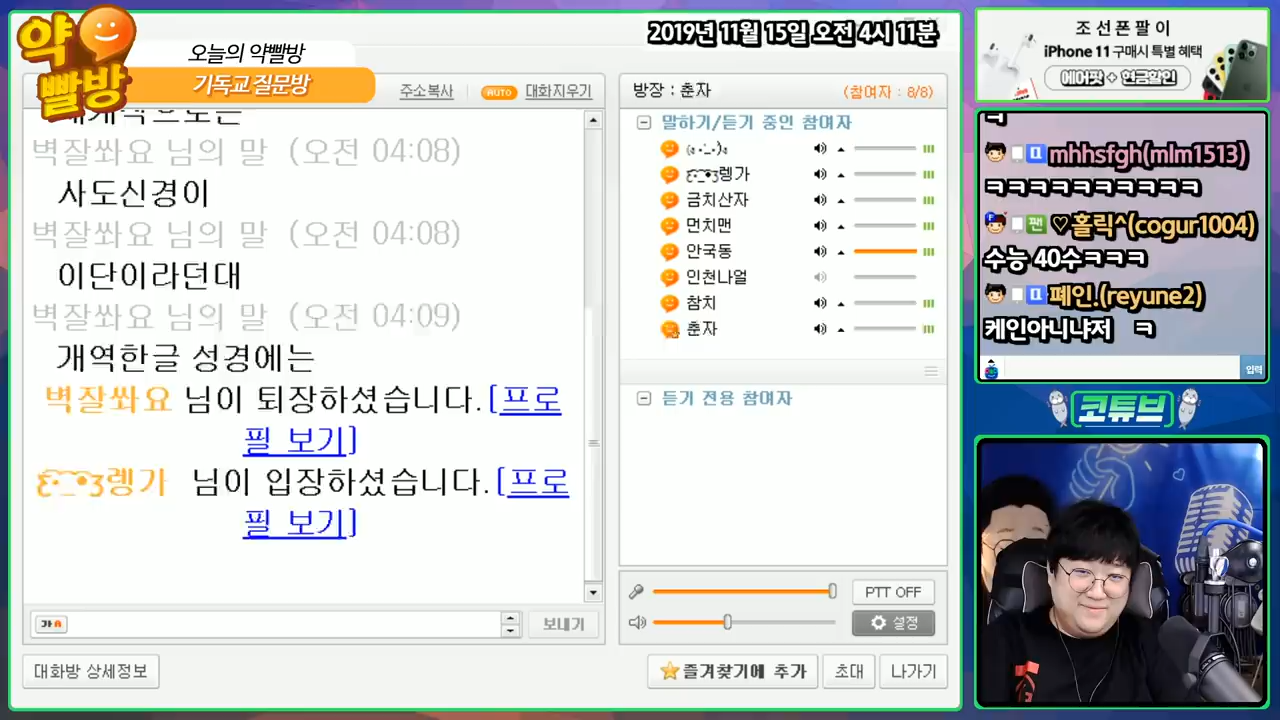 약빨방
오늘의 약빨방
기독교 질문방
2019년 11월 15일 오전 4시 11분
주소복사
AUTO 대화지우기
벽잘쏴요 님의 말 (오전 04:08)
사도신경이
벽잘쏴요 님의 말 (오전 04:08)
이단이라던대
벽잘쏴요 님의 말 (오전 04:09)
개역한글 성경에는
벽잘쏴요 님이 퇴장하셨습니다.[프로
필 보기]
렝가 님이 입장하셨습니다.[프로
필 보기]
가
보내기
대화방 상세정보
방장 : 춘자
(참여자 : 8/8)
말하기/듣기 중인 참여자
렝가
금치산자
먼치맨
안국동
인천나얼
참치
춘자
듣기 전용 참여자
PTT OFF
설정
즐겨찾기에 추가
초대
나가기
조선폰팔이
iPhone 11 구매시 특별 혜택
에어팟 + 현금할인
ㅋ
mhhsfgh(mlm1513)
ㅋㅋㅋㅋㅋㅋㅋㅋㅋㅋ
팬 ♡홀릭^(cogur1004)
수능 40수ㅋㅋㅋ
폐인.(reyune2)
케인아니냐저 ㅋ
입력
코튜브